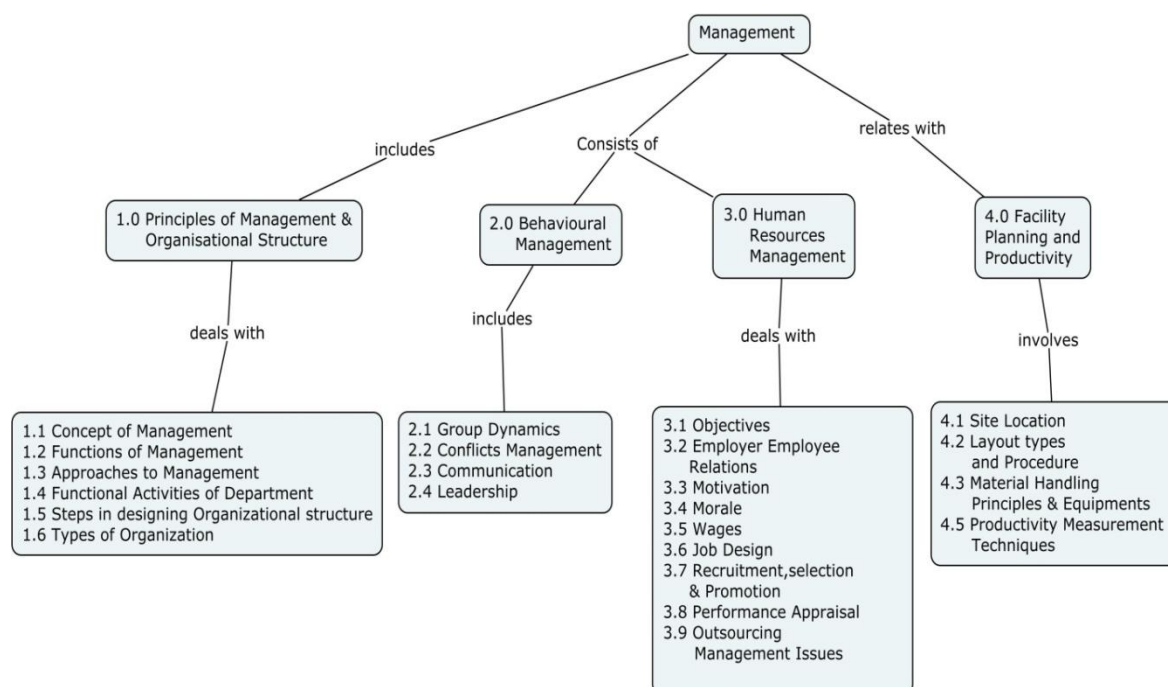 Management
includes
Consists of
relates with
1.0 Principles of Management &
Organisational Structure
2.0 Behavioural
Management
3.0 Human
Resources
Management
4.0 Facility
Planning and
Productivity
deals with
includes
deals with
involves
1.1 Concept of Management
1.2 Functions of Management
1.3 Approaches to Management
1.4 Functional Activities of Department
1.5 Steps in designing Organizational structure
1.6 Types of Organization
2.1 Group Dynamics
2.2 Conflicts Management
2.3 Communication
2.4 Leadership
3.1 Objectives
3.2 Employer Employee
Relations
3.3 Motivation
3.4 Morale
3.5 Wages
3.6 Job Design
3.7 Recruitment,selection
& Promotion
3.8 Performance Appraisal
3.9 Outsourcing
Management Issues
4.1 Site Location
4.2 Layout types
and Procedure
4.3 Material Handling
Principles & Equipments
4.5 Productivity Measurement
Techniques